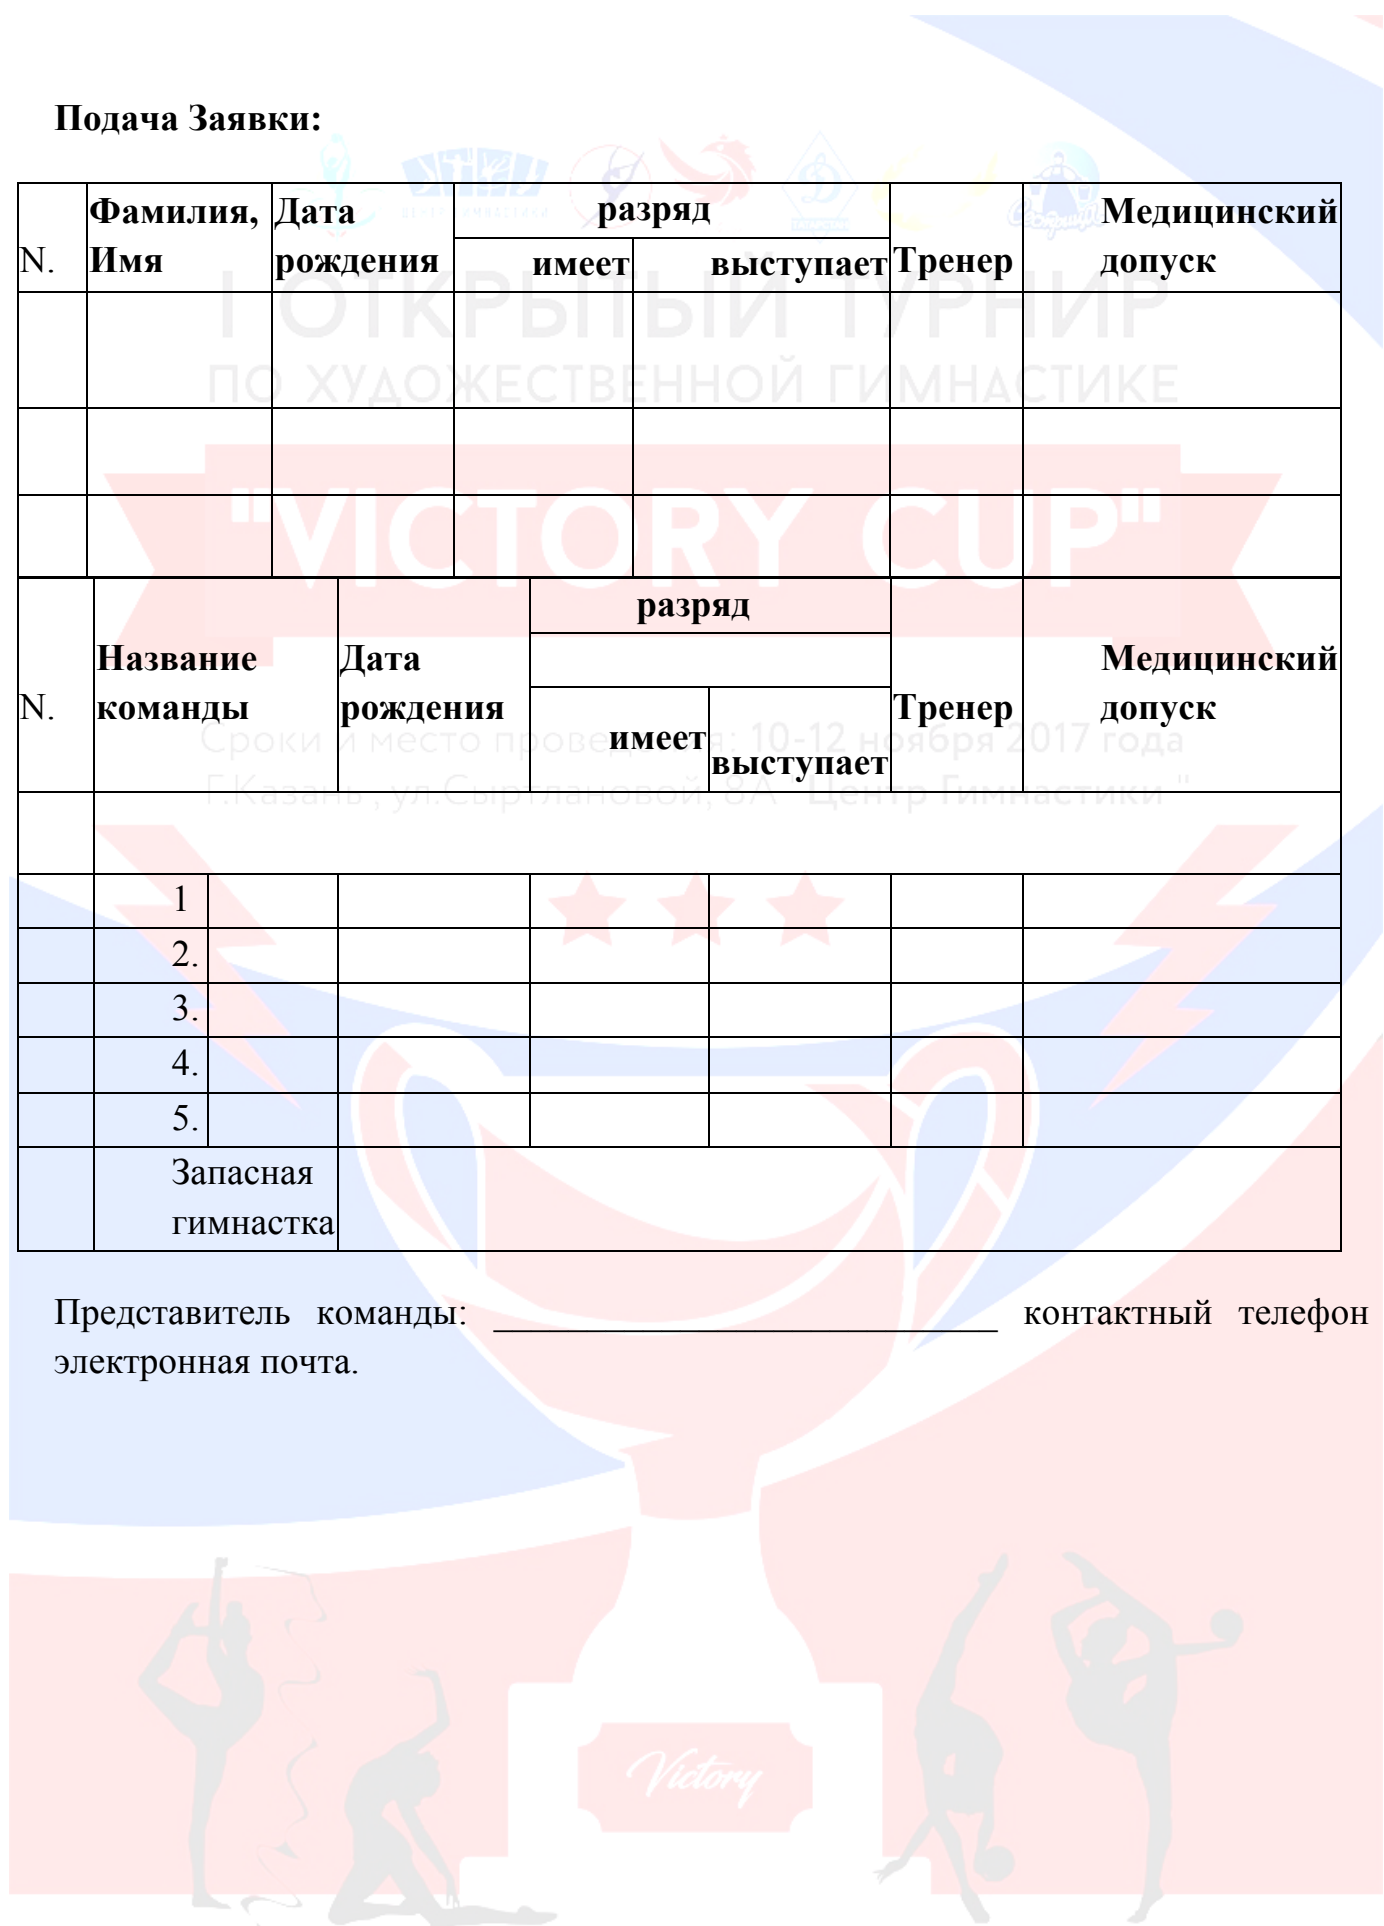 Подача Заявки:
ЦЕНТР ГИМНАСТИКИ
N. Фамилия, Имя Дата рождения разряд Тренер Медицинский допуск
имеет выступает
I ОТКРЫТЫЙ ТУРНИР
ПО ХУДОЖЕСТВЕННОЙ ГИМНАСТИКЕ
"VICTORY CUP"
N. Название команды Дата рождения разряд Тренер Медицинский допуск
имеет выступает
Сроки и место проведения: 10-12 ноября 2017 года
Г.Казань , ул.Сыртлановой, 8А "Центр Гимнастики "
1
2.
3.
4.
5.
Запасная
гимнастка
Представитель команды: ____________________________ контактный телефон
электронная почта.
Victory